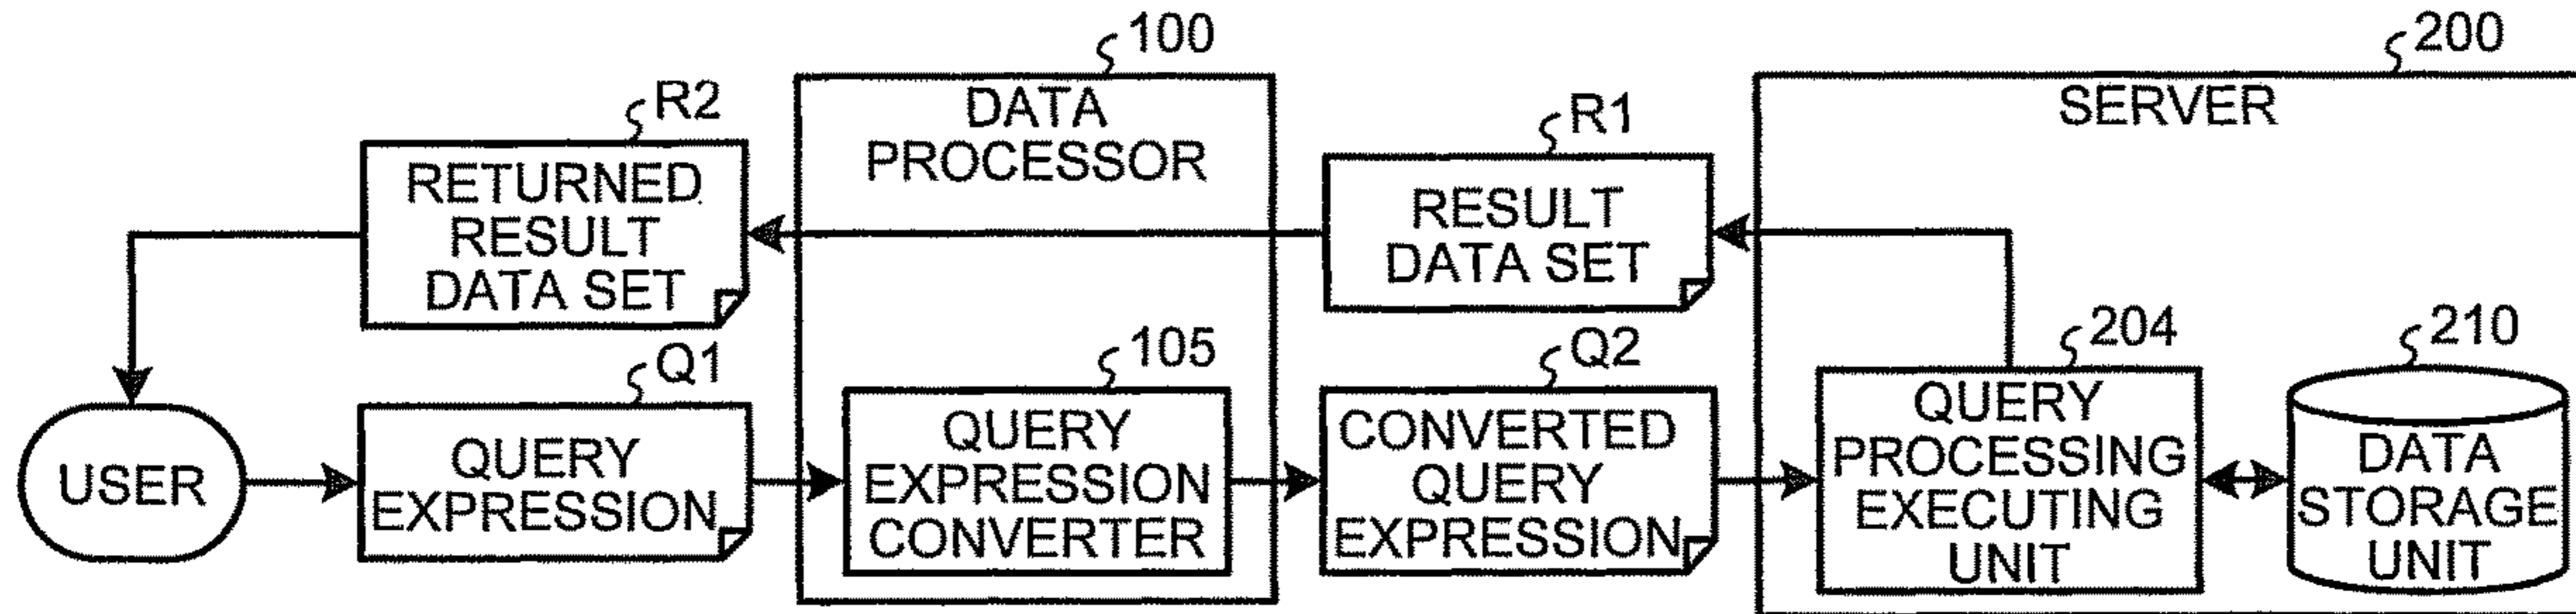 100
DATA
PROCESSOR
200
SERVER
R2
RETURNED
RESULT
DATA SET
R1
RESULT
DATA SET
USER
Q1
QUERY
EXPRESSION
105
QUERY
EXPRESSION
CONVERTER
Q2
CONVERTED
QUERY
EXPRESSION
204
QUERY
PROCESSING
EXECUTING
UNIT
210
DATA
STORAGE
UNIT